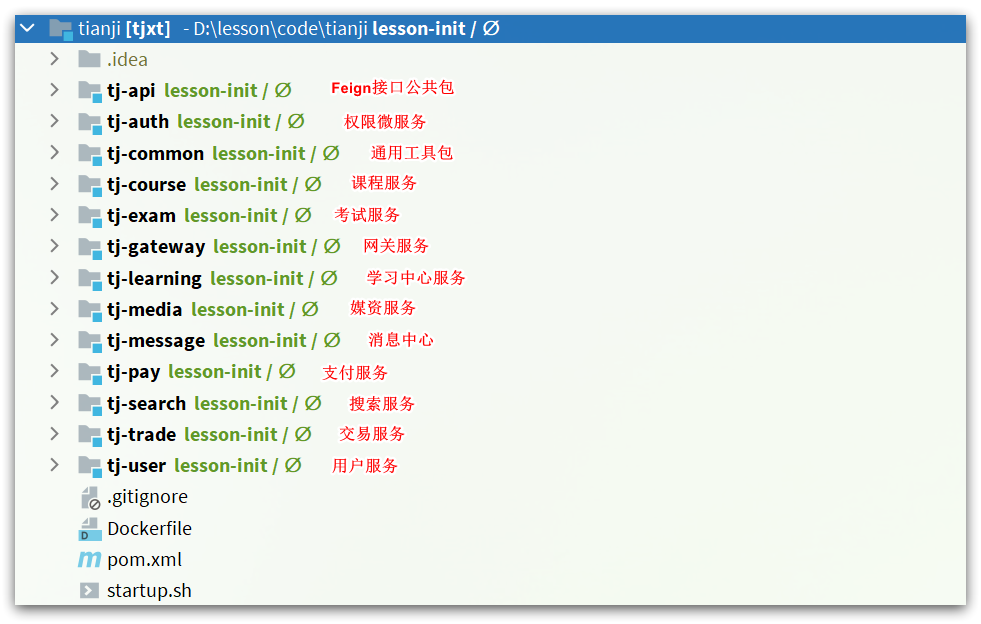 tianji [tjxt] - D:\lesson\code\tianji lesson-init / ∅
.idea
tj-api lesson-init / ∅ Feign接口公共包
tj-auth lesson-init / ∅ 权限微服务
tj-common lesson-init / ∅ 通用工具包
tj-course lesson-init / ∅ 课程服务
tj-exam lesson-init / ∅ 考试服务
tj-gateway lesson-init / ∅ 网关服务
tj-learning lesson-init / ∅ 学习中心服务
tj-media lesson-init / ∅ 媒资服务
tj-message lesson-init / ∅ 消息中心
tj-pay lesson-init / ∅ 支付服务
tj-search lesson-init / ∅ 搜索服务
tj-trade lesson-init / ∅ 交易服务
tj-user lesson-init / ∅ 用户服务
.gitignore
Dockerfile
pom.xml
startup.sh